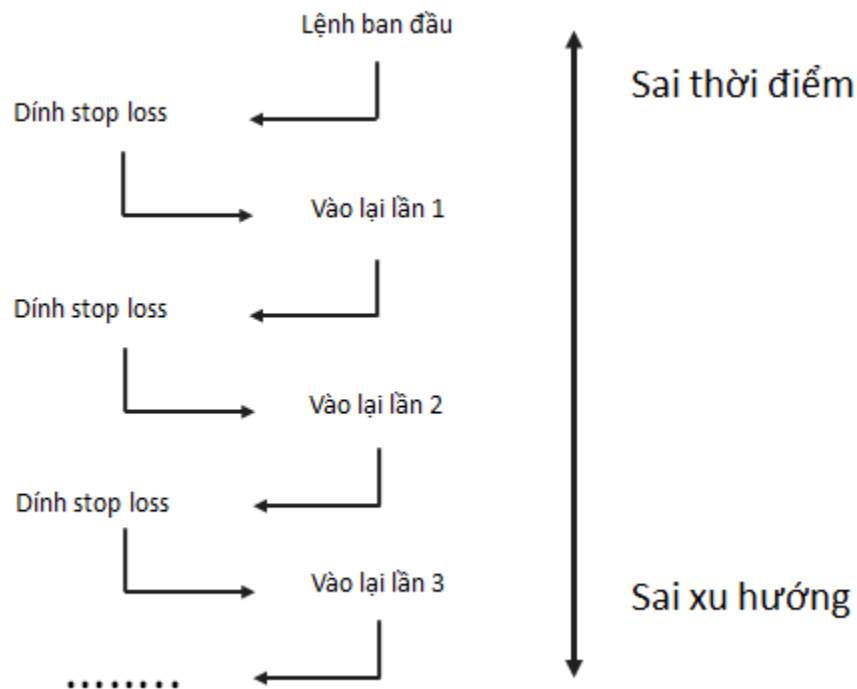 Lệnh ban đầu
Sai thời điểm
Dính stop loss
Vào lại lần 1
Dính stop loss
Vào lại lần 2
Dính stop loss
Vào lại lần 3
Sai xu hướng
........